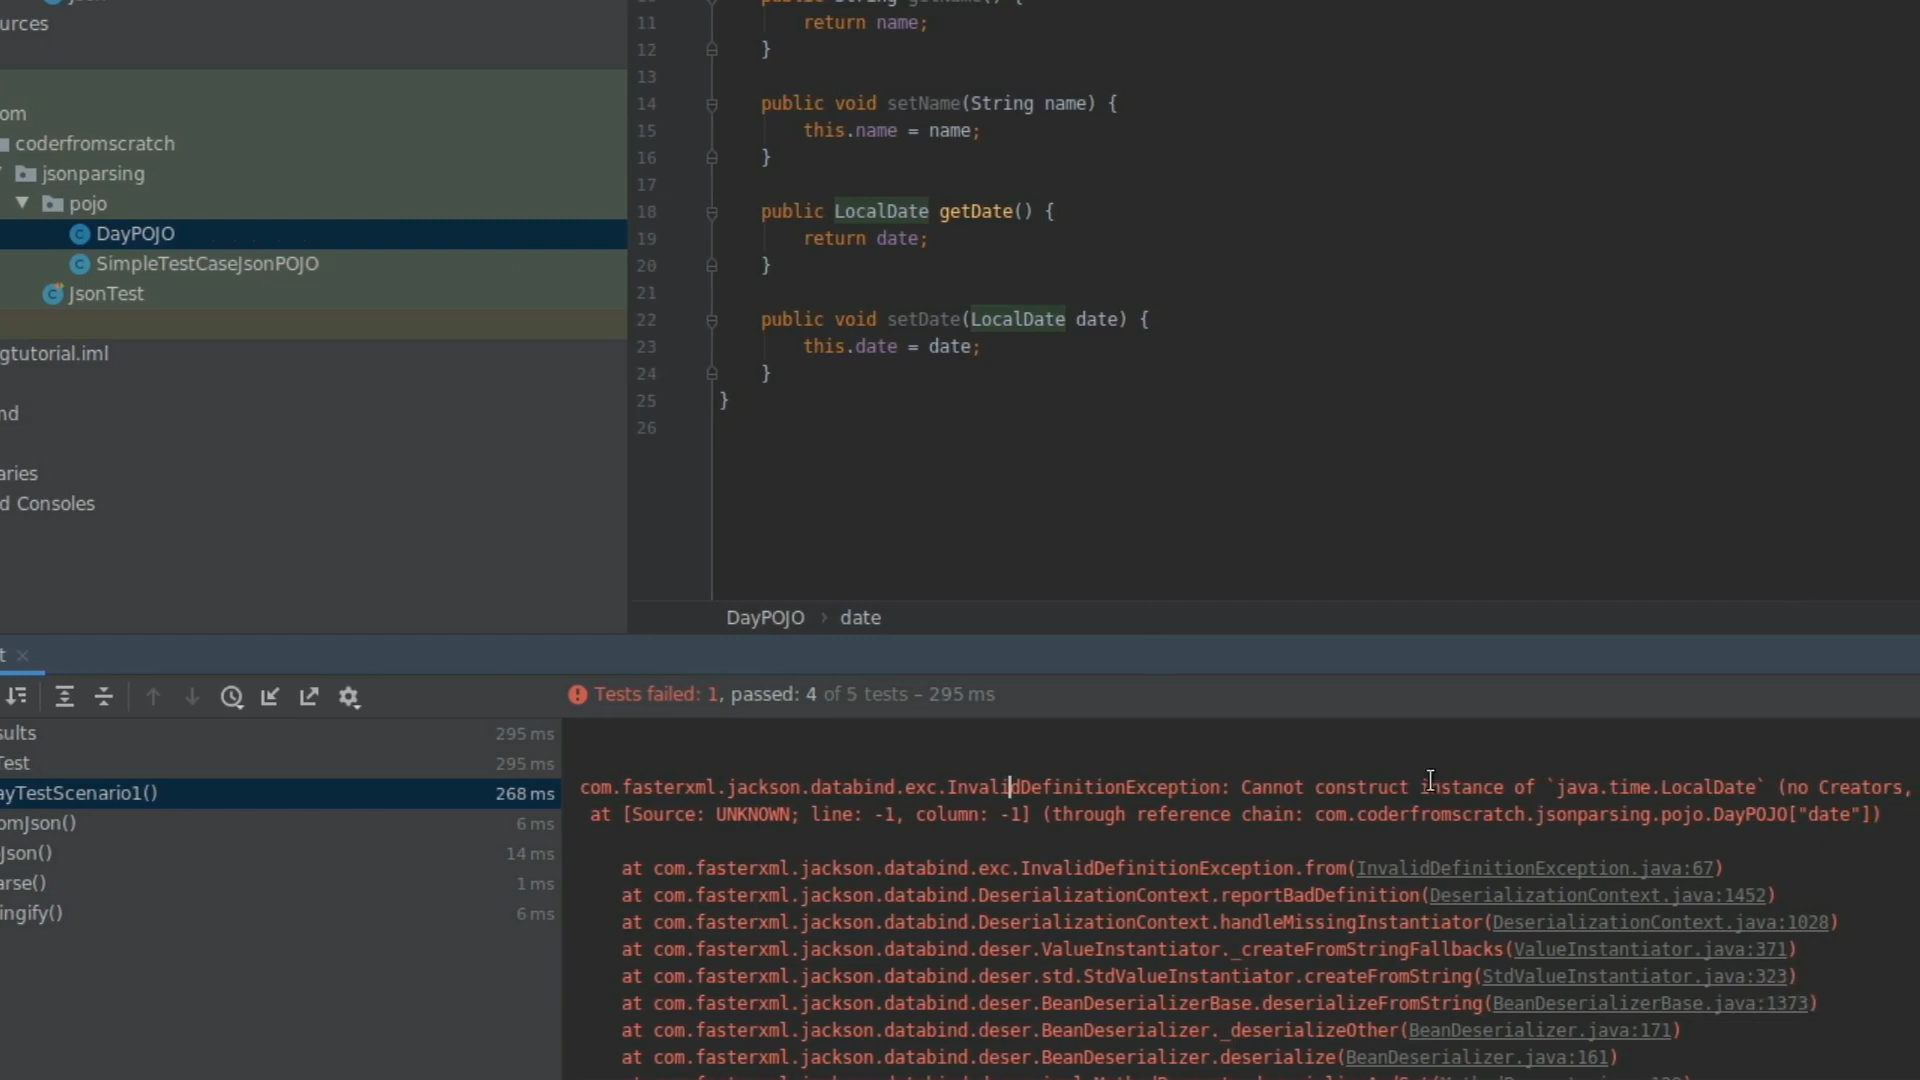 urces
om
coderfromscratch
jsonparsing
pojo
DayPOJO
SimpleTestCaseJsonPOJO
JsonTest
gtutorial.iml
nd
aries
d Consoles
11 return name;
12 }
13
14 public void setName(String name) {
15 this.name = name;
16 }
17
18 public LocalDate getDate() {
19 return date;
20 }
21
22 public void setDate(LocalDate date) {
23 this.date = date;
24 }
25 }
26
DayPOJO › date
t
Tests failed: 1, passed: 4 of 5 tests – 295 ms
sults 295 ms
Test 295 ms
ayTestScenario1() 268 ms
omJson() 6 ms
Json() 14 ms
arse() 1 ms
ingify() 6 ms
com.fasterxml.jackson.databind.exc.InvalidDefinitionException: Cannot construct instance of `java.time.LocalDate` (no Creators,
at [Source: UNKNOWN; line: -1, column: -1] (through reference chain: com.coderfromscratch.jsonparsing.pojo.DayPOJO["date"])
at com.fasterxml.jackson.databind.exc.InvalidDefinitionException.from(InvalidDefinitionException.java:67)
at com.fasterxml.jackson.databind.DeserializationContext.reportBadDefinition(DeserializationContext.java:1452)
at com.fasterxml.jackson.databind.DeserializationContext.handleMissingInstantiator(DeserializationContext.java:1028)
at com.fasterxml.jackson.databind.deser.ValueInstantiator._createFromStringFallbacks(ValueInstantiator.java:371)
at com.fasterxml.jackson.databind.deser.std.StdValueInstantiator.createFromString(StdValueInstantiator.java:323)
at com.fasterxml.jackson.databind.deser.BeanDeserializerBase.deserializeFromString(BeanDeserializerBase.java:1373)
at com.fasterxml.jackson.databind.deser.BeanDeserializer._deserializeOther(BeanDeserializer.java:171)
at com.fasterxml.jackson.databind.deser.BeanDeserializer.deserialize(BeanDeserializer.java:161)